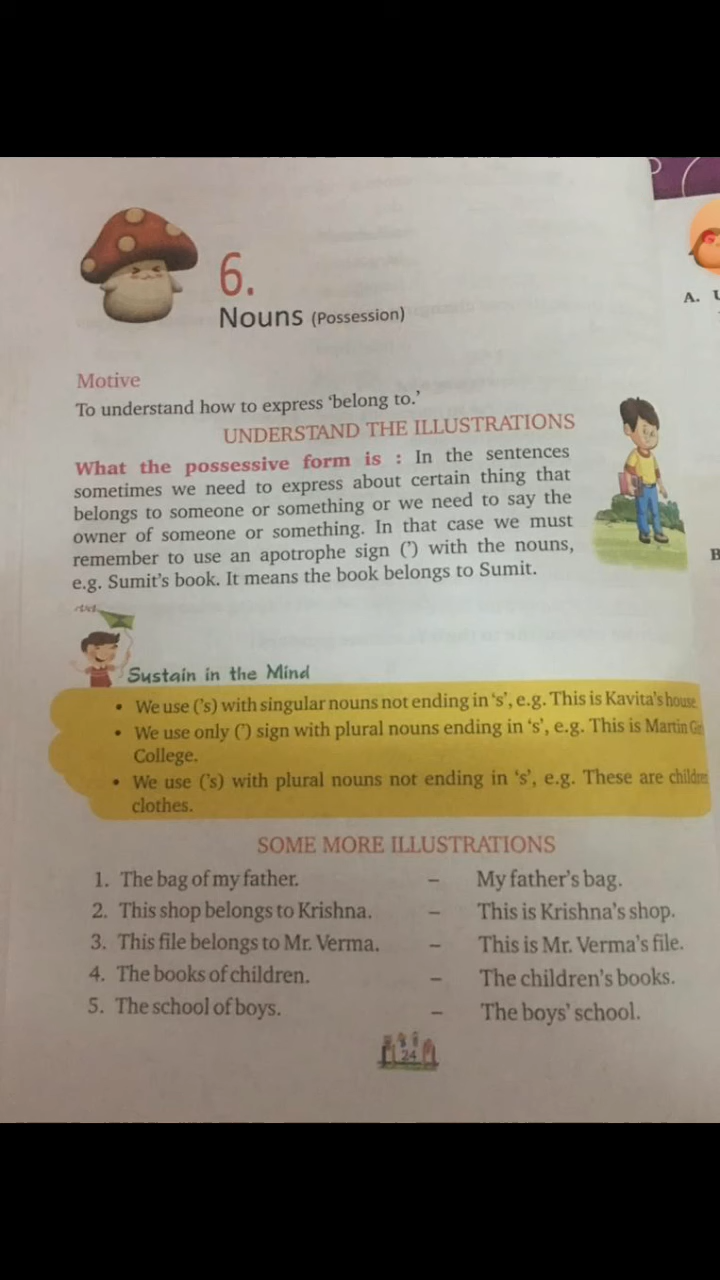 6.
Nouns (Possession)
A.
Motive
To understand how to express ‘belong to.’
UNDERSTAND THE ILLUSTRATIONS
What the possessive form is : In the sentences
sometimes we need to express about certain thing that
belongs to someone or something or we need to say the
owner of someone or something. In that case we must
remember to use an apotrophe sign (’) with the nouns,
e.g. Sumit’s book. It means the book belongs to Sumit.
B
Sustain in the Mind
• We use (’s) with singular nouns not ending in ‘s’, e.g. This is Kavita’s house
• We use only (’) sign with plural nouns ending in ‘s’, e.g. This is Martin
College.
• We use (’s) with plural nouns not ending in ‘s’, e.g. These are
clothes.
SOME MORE ILLUSTRATIONS
1. The bag of my father. – My father’s bag.
2. This shop belongs to Krishna. – This is Krishna’s shop.
3. This file belongs to Mr. Verma. – This is Mr. Verma’s file.
4. The books of children. – The children’s books.
5. The school of boys. – The boys’ school.
24